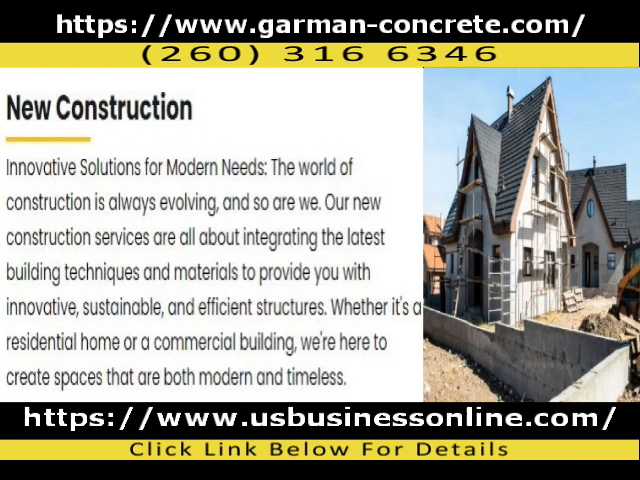 https://www.garman-concrete.com/
(260) 316 6346
New Construction
Innovative Solutions for Modern Needs: The world of
construction is always evolving, and so are we. Our new
construction services are all about integrating the latest
building techniques and materials to provide you with
innovative, sustainable, and efficient structures. Whether it's a
residential home or a commercial building, we're here to
create spaces that are both modern and timeless.
https://www.usbusinessonline.com/
Click Link Below For Details